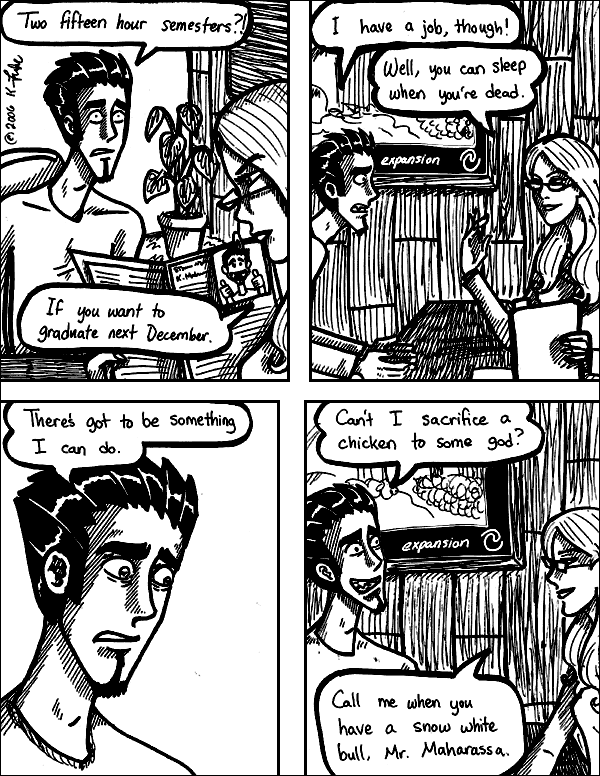 Two fifteen hour semesters?!
© 2006 K. Fuhr
If you want to
graduate next December.
I have a job, though!
Well, you can sleep
when you're dead.
expansion
There's got to be something
I can do.
Can't I sacrifice a
chicken to some god?
expansion
Call me when you
have a snow white
bull, Mr. Maharassa.